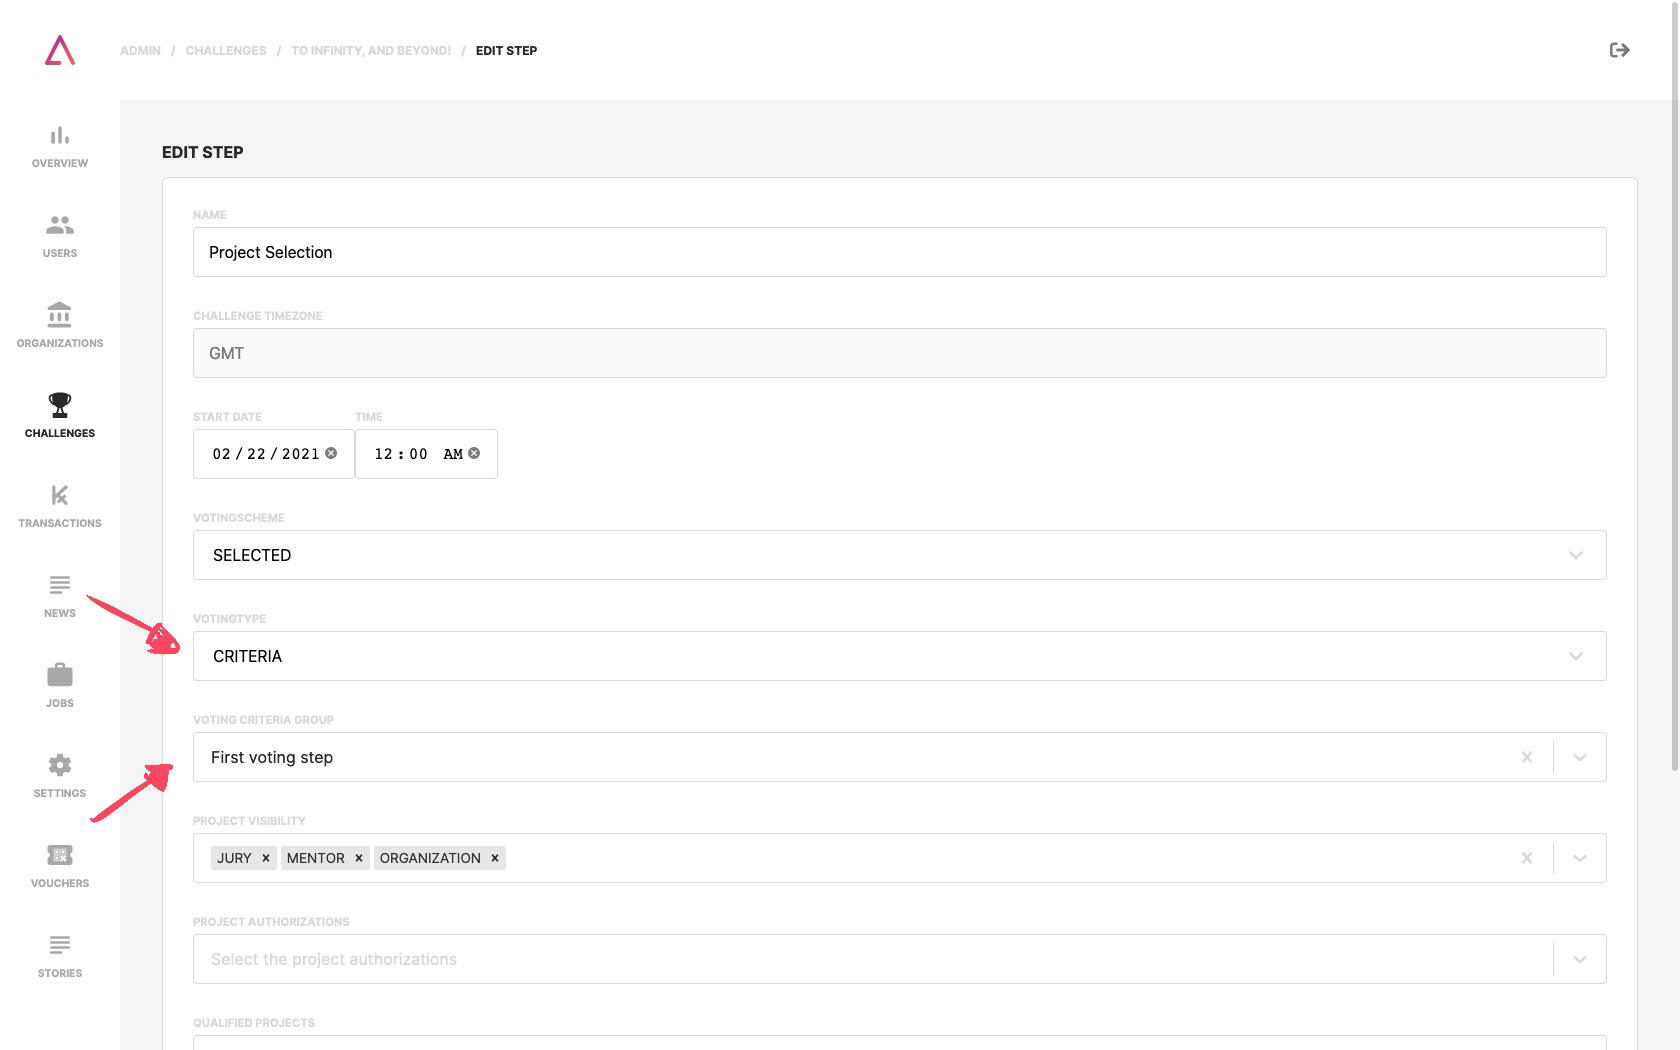 ADMIN / CHALLENGES / TO INFINITY, AND BEYOND! / EDIT STEP
OVERVIEW
USERS
ORGANIZATIONS
CHALLENGES
TRANSACTIONS
NEWS
JOBS
SETTINGS
VOUCHERS
STORIES
EDIT STEP
NAME
Project Selection
CHALLENGE TIMEZONE
GMT
START DATE TIME
02/22/2021 12:00 AM
VOTINGSCHEME
SELECTED
VOTINGTYPE
CRITERIA
VOTING CRITERIA GROUP
First voting step
PROJECT VISIBILITY
JURY × MENTOR × ORGANIZATION ×
PROJECT AUTHORIZATIONS
Select the project authorizations
QUALIFIED PROJECTS